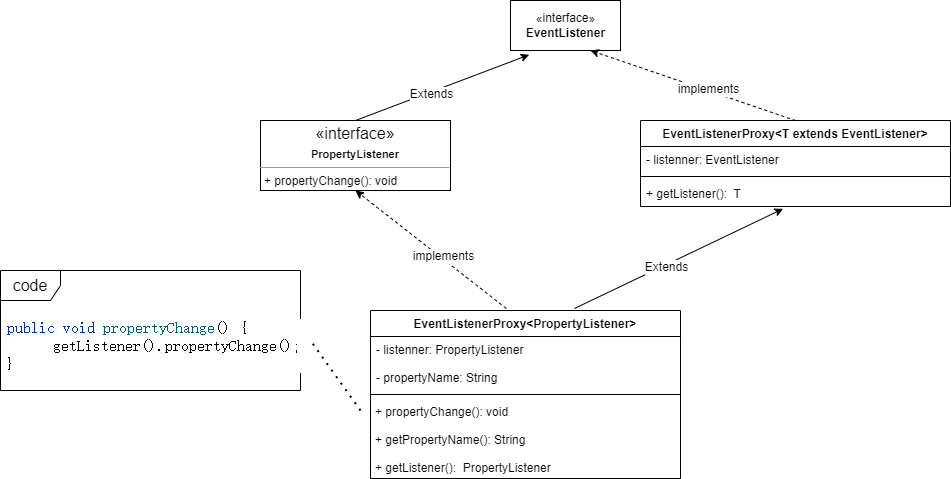 «interface»
EventListener
Extends
implements
«interface»
PropertyListener
+ propertyChange(): void
EventListenerProxy<T extends EventListener>
- listenner: EventListener
+ getListener():  T
implements
Extends
code
public void propertyChange() {
getListener().propertyChange();
}
EventListenerProxy<PropertyListener>
- listenner: PropertyListener
- propertyName: String
+ propertyChange(): void
+ getPropertyName(): String
+ getListener():  PropertyListener